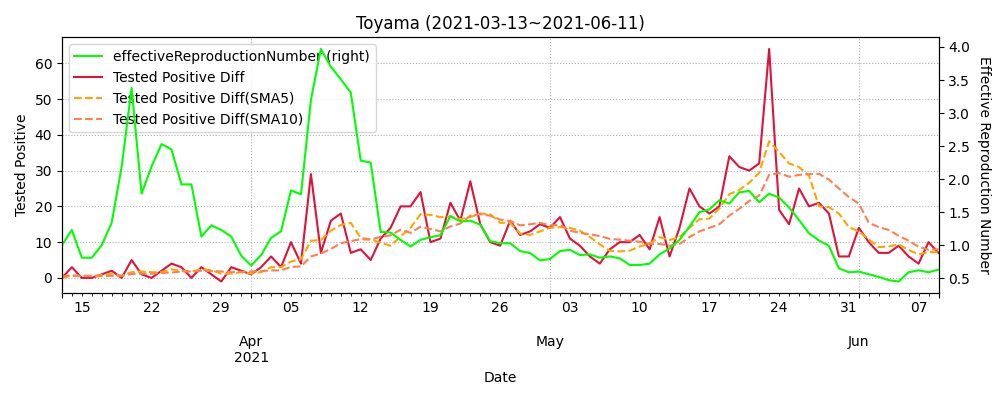 Toyama (2021-03-13~2021-06-11)
effectiveReproductionNumber (right)
Tested Positive Diff
Tested Positive Diff(SMA5)
Tested Positive Diff(SMA10)
Tested Positive
60
50
40
30
20
10
0
4.0
3.5
3.0
2.5
2.0
1.5
1.0
0.5
Effective Reproduction Number
15 22 29 05 12 19 26 03 10 17 24 31 07
Apr May Jun
2021
Date